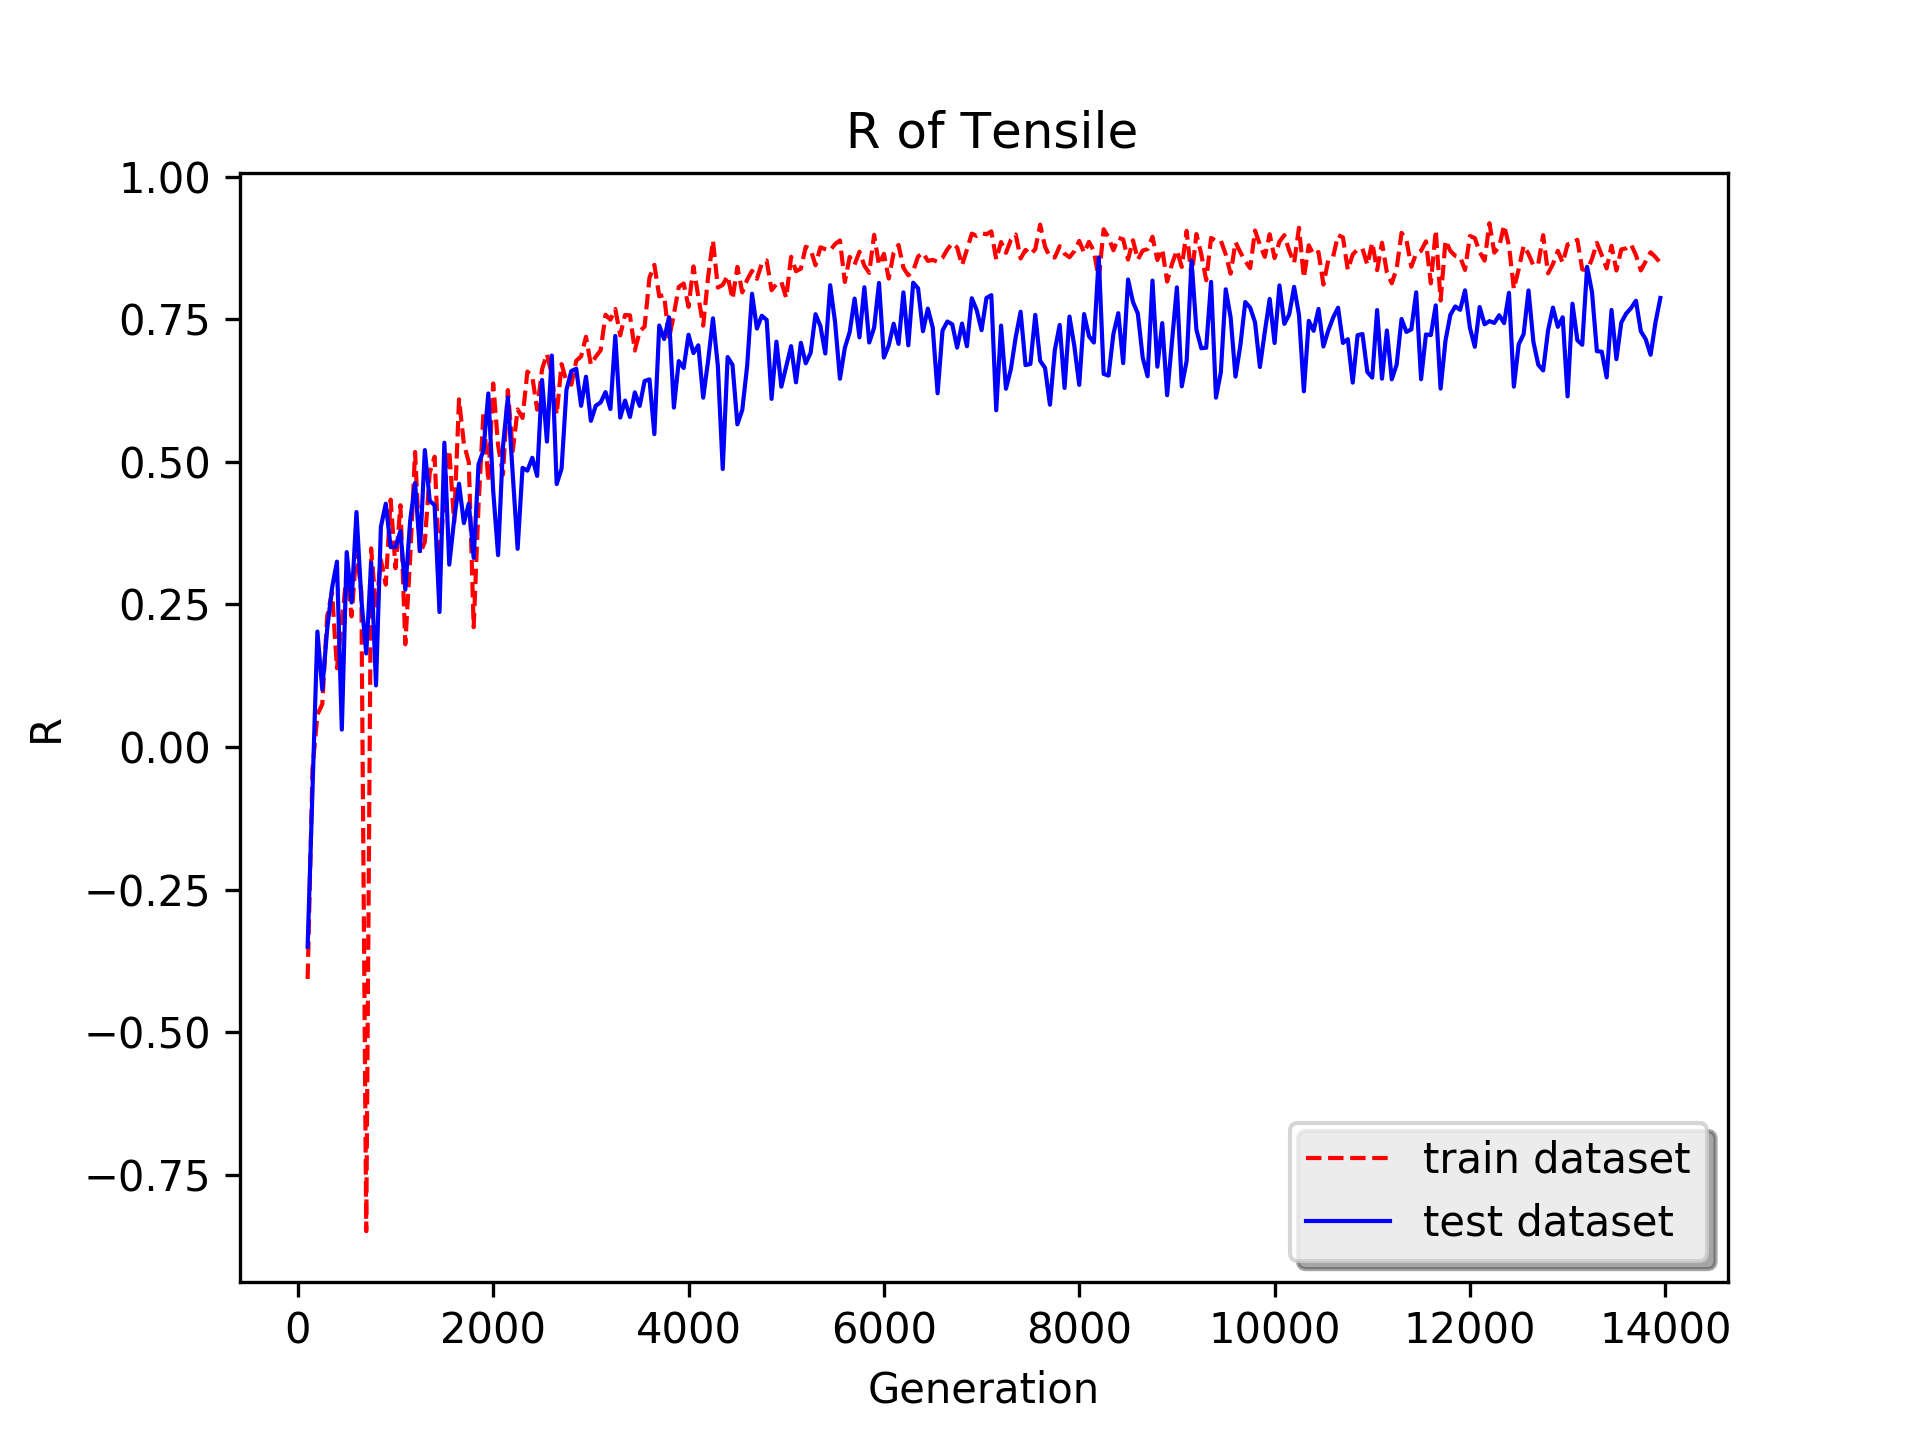 R of Tensile
1.00
0.75
0.50
0.25
0.00
−0.25
−0.50
−0.75
R
train dataset
test dataset
0 2000 4000 6000 8000 10000 12000 14000
Generation